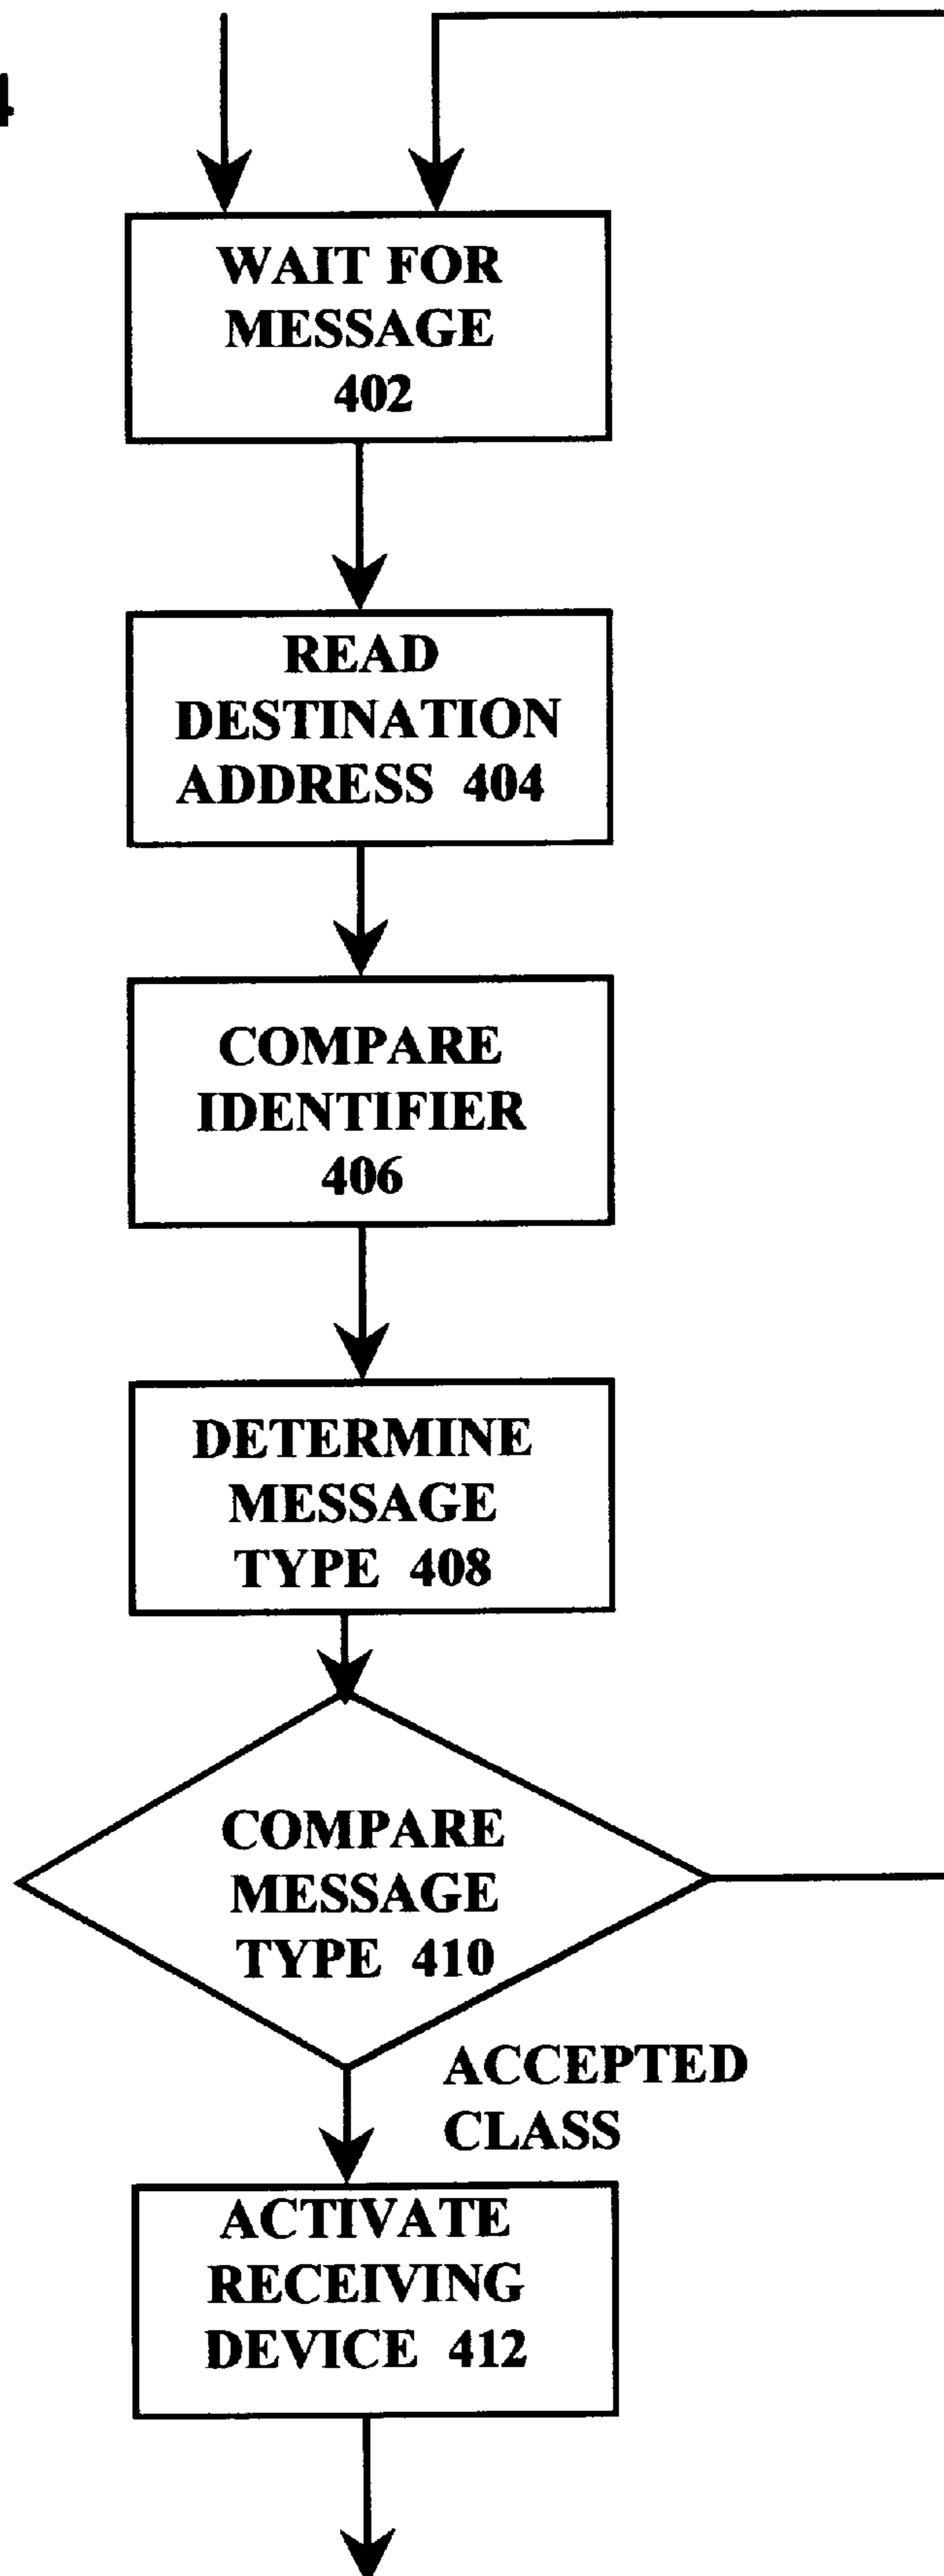 4
WAIT FOR
MESSAGE
402
READ
DESTINATION
ADDRESS 404
COMPARE
IDENTIFIER
406
DETERMINE
MESSAGE
TYPE 408
COMPARE
MESSAGE
TYPE 410
ACCEPTED
CLASS
ACTIVATE
RECEIVING
DEVICE 412